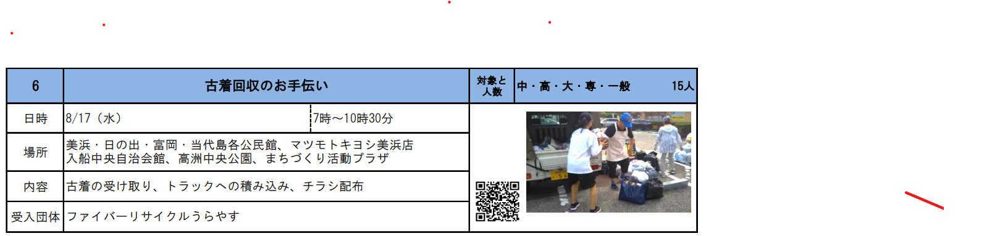 6
古着回収のお手伝い
対象と
人数
中・高・大・専・一般 15人
日時
8/17（水）
7時～10時30分
場所
美浜・日の出・富岡・当代島各公民館、マツモトキヨシ美浜店
入船中央自治会館、高洲中央公園、まちづくり活動プラザ
内容
古着の受け取り、トラックへの積み込み、チラシ配布
受入団体
ファイバーリサイクルうらやす